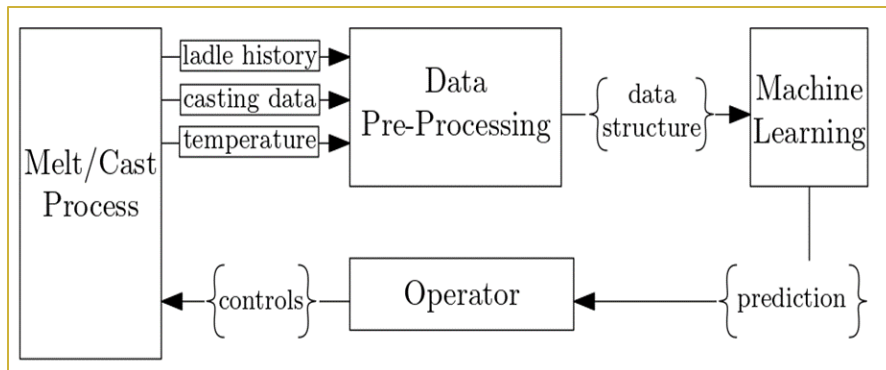 ladle history
casting data
temperature
Melt/Cast
Process
Data
Pre-Processing
data
structure
Machine
Learning
controls
Operator
prediction